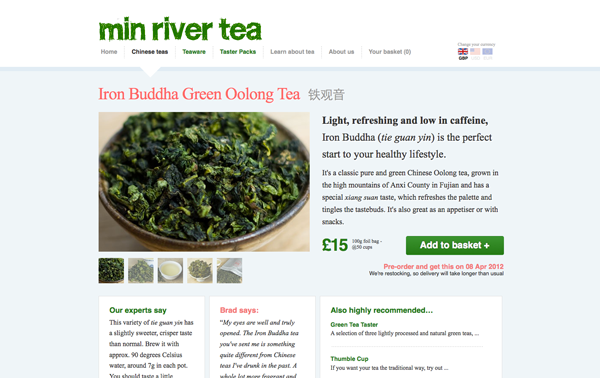 min river tea
Change your currency
Home Chinese teas Teaware Taster Packs Learn about tea About us Your basket (0)
GBP USD EUR
Iron Buddha Green Oolong Tea 铁观音
Light, refreshing and low in caffeine,
Iron Buddha (tie guan yin) is the perfect
start to your healthy lifestyle.
It's a classic pure and green Chinese Oolong tea, grown in
the high mountains of Anxi County in Fujian and has a
special xiang suan taste, which refreshes the palette and
tingles the tastebuds. It's also great as an appetiser or with
snacks.
£15
100g foil bag -
@50 cups
Add to basket +
Pre-order and get this on 08 Apr 2012
We're restocking, so delivery will take longer than usual
Our experts say
This variety of tie guan yin has
a slightly sweeter, crisper taste
than normal. Brew it with
approx. 90 degrees Celsius
water, around 7g in each pot.
You should taste a little
Brad says:
"My eyes are well and truly
opened. The Iron Buddha tea
you've sent me is something
quite different from Chinese
teas I've drunk in the past. A
whole lot more fragrant and
Also highly recommended…
Green Tea Taster
A selection of three lightly processed and natural green teas, ...
Thumble Cup
If you want your tea the traditional way, try out ...